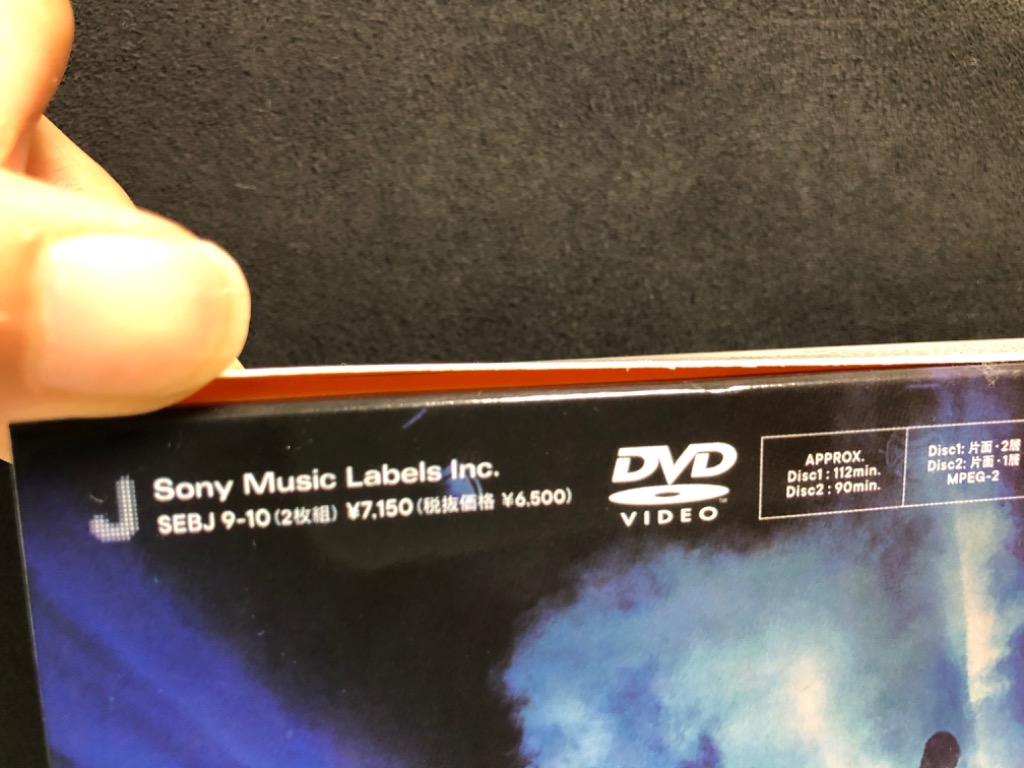 J
Sony Music Labels Inc.
SEBJ 9-10(2枚組) ¥7,150(税抜価格 ¥6,500)
DVD
VIDEO
TM
APPROX.
Disc1 : 112min.
Disc2 : 90min.
Disc1: 片面・2層
Disc2: 片面・1層
MPEG-2